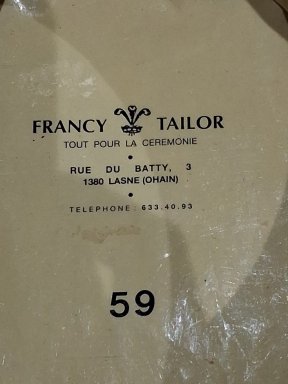 FRANCY TAILOR
TOUT POUR LA CEREMONIE
RUE DU BATTY, 3
1380 LASNE (OHAIN)
TELEPHONE : 633.40.93
59